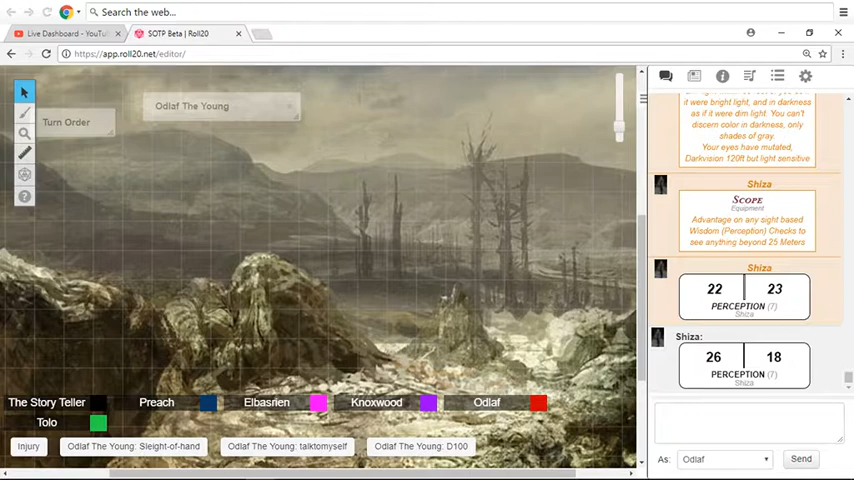 Search the web...
Live Dashboard - YouTu
SOTP Beta | Roll20
https://app.roll20.net/editor/
Odlaf The Young
Turn Order
it were bright light, and in darkness
as if it were dim light. You can't
discern color in darkness, only
shades of gray.
Your eyes have mutated,
Darkvision 120ft but light sensitive
Shiza
Scope
Equipment
Advantage on any sight based
Wisdom (Perception) Checks to
see anything beyond 25 Meters
Shiza
22 23
PERCEPTION (7)
Shiza
Shiza:
26 18
PERCEPTION (7)
Shiza
The Story Teller Preach Elbasrien Knoxwood Odlaf
Tolo
Injury Odlaf The Young: Sleight-of-hand Odlaf The Young: talktomyself Odlaf The Young: D100
As: Odlaf Send